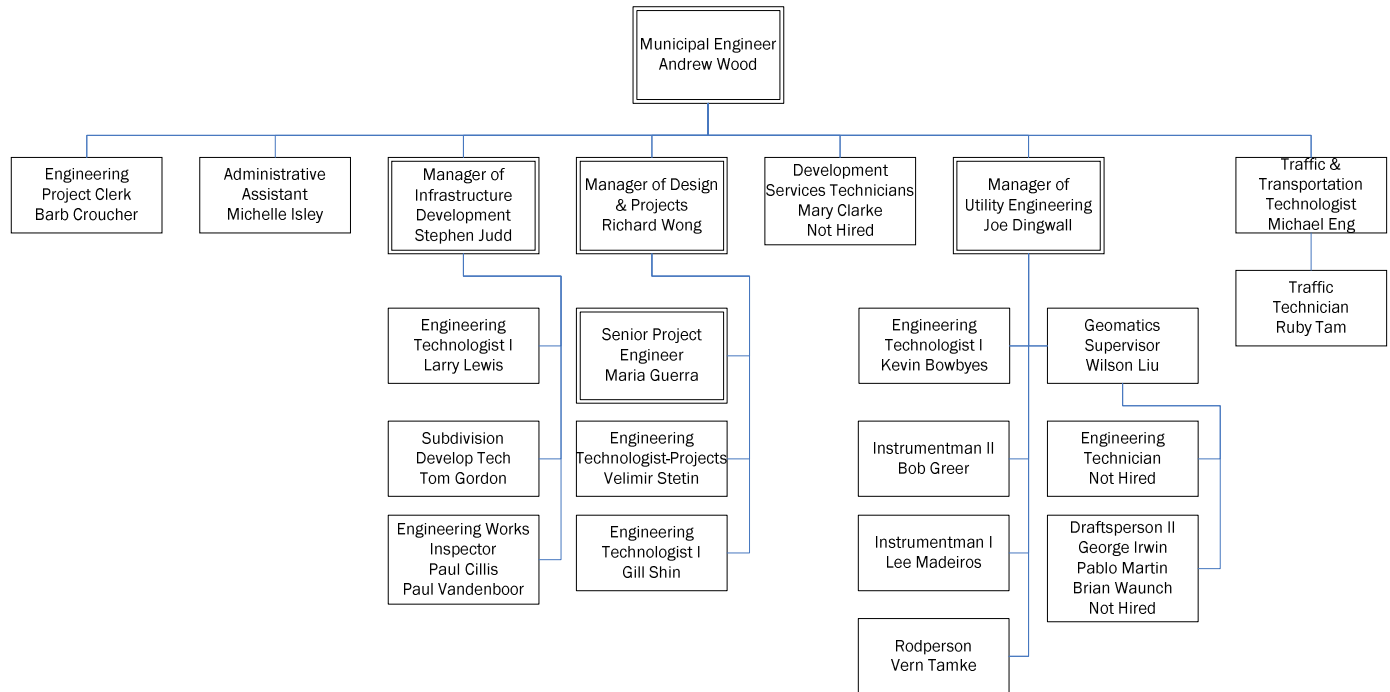 Municipal Engineer
Andrew Wood
Engineering
Project Clerk
Barb Croucher
Administrative
Assistant
Michelle Isley
Manager of
Infrastructure
Development
Stephen Judd
Manager of Design
& Projects
Richard Wong
Development
Services Technicians
Mary Clarke
Not Hired
Manager of
Utility Engineering
Joe Dingwall
Traffic &
Transportation
Technologist
Michael Eng
Traffic
Technician
Ruby Tam
Engineering
Technologist I
Larry Lewis
Subdivision
Develop Tech
Tom Gordon
Engineering Works
Inspector
Paul Cillis
Paul Vandenboor
Senior Project
Engineer
Maria Guerra
Engineering
Technologist-Projects
Velimir Stetin
Engineering
Technologist I
Gill Shin
Engineering
Technologist I
Kevin Bowbyes
Instrumentman II
Bob Greer
Instrumentman I
Lee Madeiros
Rodperson
Vern Tamke
Geomatics
Supervisor
Wilson Liu
Engineering
Technician
Not Hired
Draftsperson II
George Irwin
Pablo Martin
Brian Waunch
Not Hired